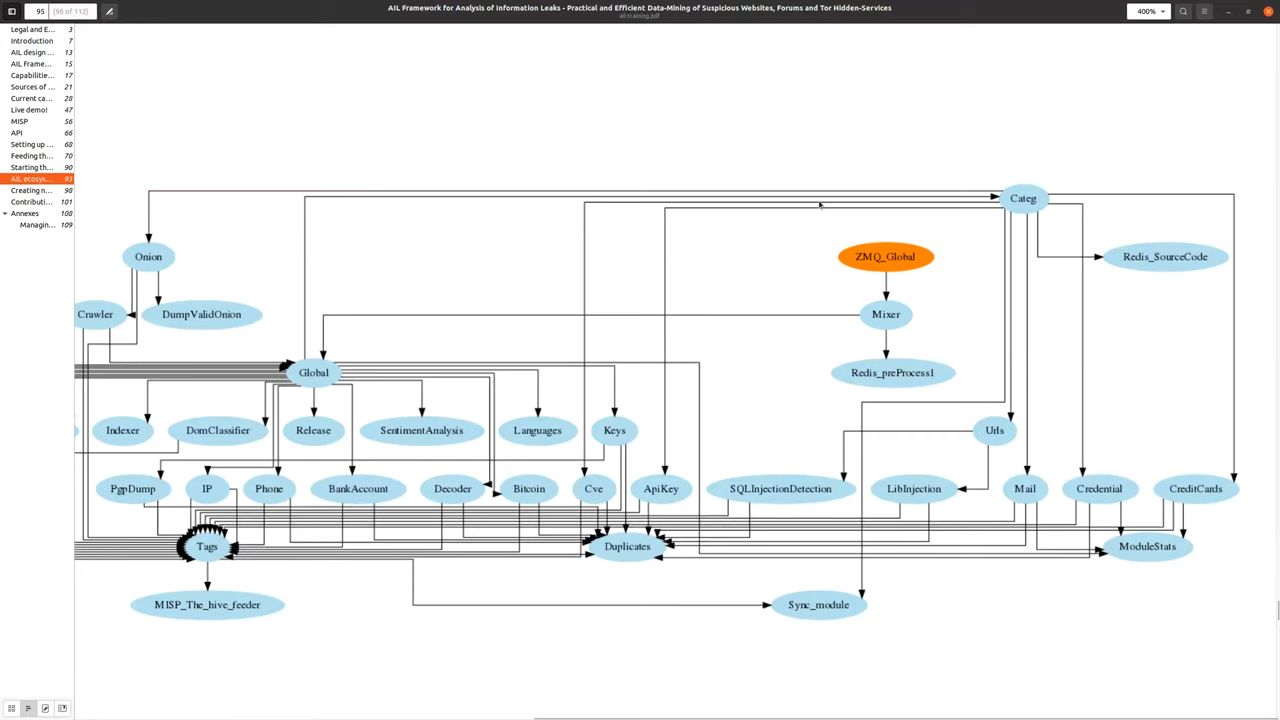 95 (96 of 112)
AIL Framework for Analysis of Information Leaks - Practical and Efficient Data-Mining of Suspicious Websites, Forums and Tor Hidden-Services
ail-training.pdf
400%
Legal and E... 3
Introduction 7
AIL design ... 13
AIL Frame... 15
Capabilitie... 17
Sources of ... 21
Current ca... 28
Live demo! 47
MISP 56
API 66
Setting up ... 68
Feeding th... 70
Starting th... 90
AIL ecosys... 93
Creating n... 98
Contributi... 101
Annexes 108
Managin... 109
Categ
Onion
ZMQ_Global
Redis_SourceCode
Crawler
DumpValidOnion
Mixer
Global
Redis_preProcess1
Indexer
DomClassifier
Release
SentimentAnalysis
Languages
Keys
Urls
PgpDump
IP
Phone
BankAccount
Decoder
Bitcoin
Cve
ApiKey
SQLInjectionDetection
LibInjection
Mail
Credential
CreditCards
Tags
Duplicates
ModuleStats
MISP_The_hive_feeder
Sync_module